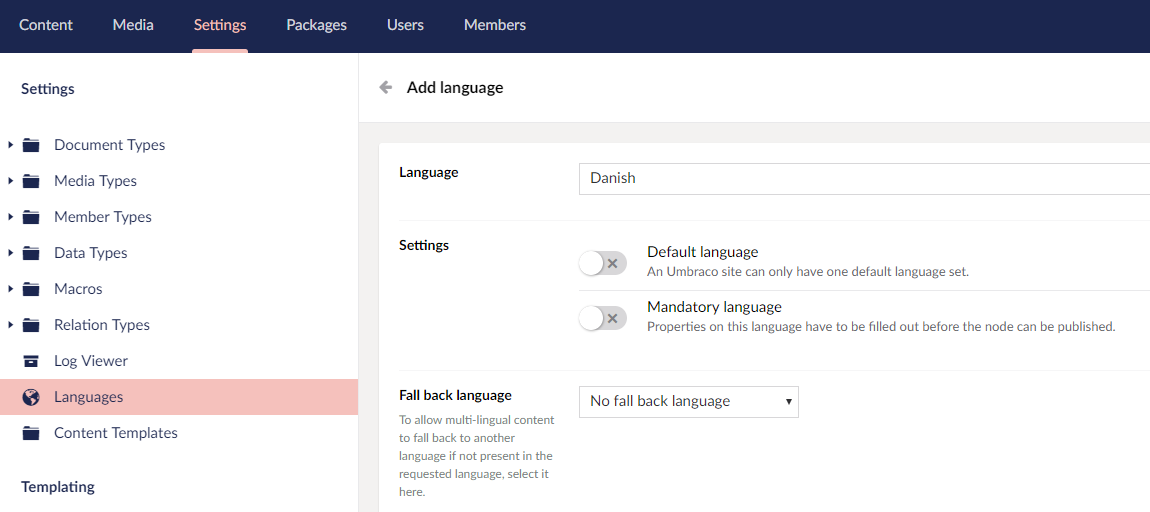 Content Media Settings Packages Users Members
Settings
Document Types
Media Types
Member Types
Data Types
Macros
Relation Types
Log Viewer
Languages
Content Templates
Templating
Add language
Language Danish
Settings
Default language
An Umbraco site can only have one default language set.
Mandatory language
Properties on this language have to be filled out before the node can be published.
Fall back language No fall back language
To allow multi-lingual content
to fall back to another
language if not present in the
requested language, select it
here.